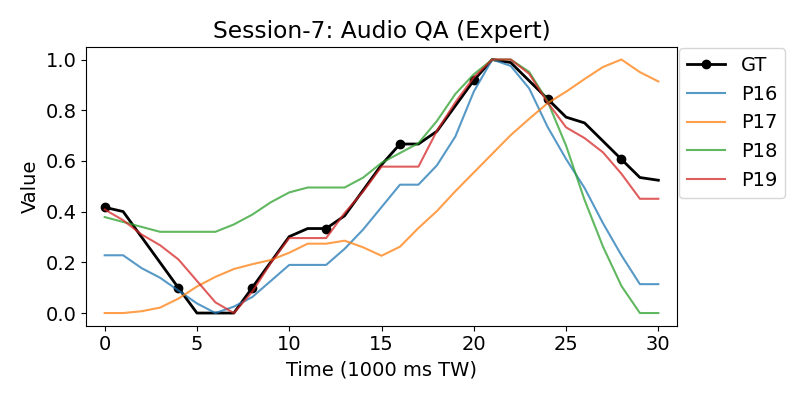 Session-7: Audio QA (Expert)
Value
1.0
0.8
0.6
0.4
0.2
0.0
0
5
10
15
20
25
30
Time (1000 ms TW)
GT
P16
P17
P18
P19